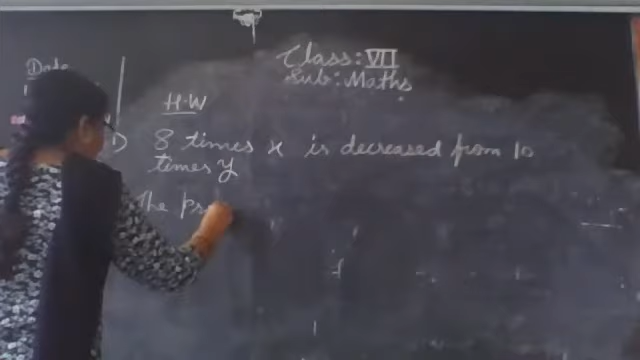 Class: VII
Sub: Maths
Date
H.W
1) 8 times x is decreased from 10
times y
The pr